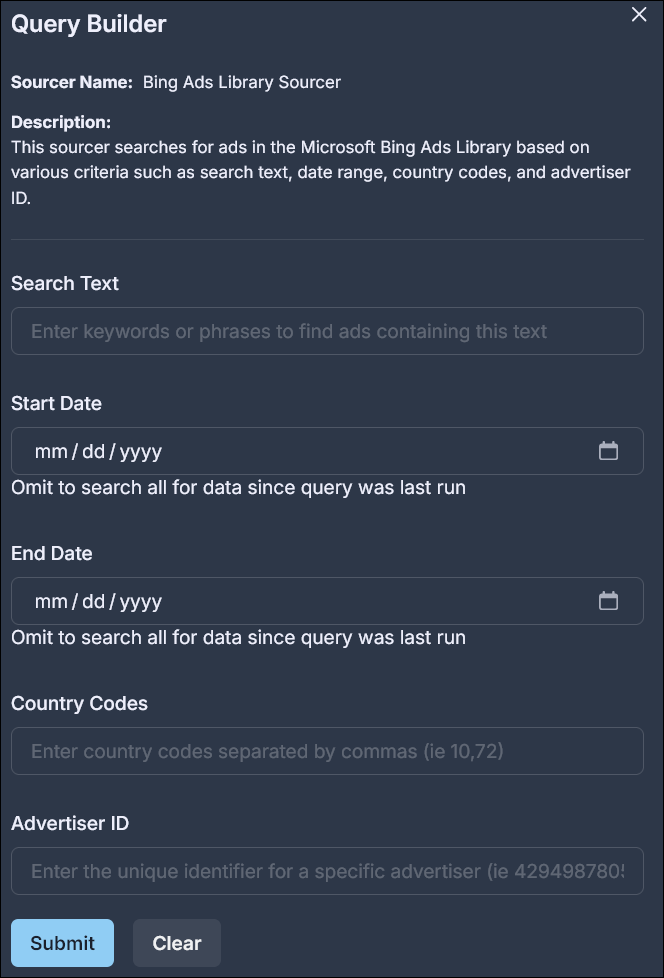 Query Builder
Sourcer Name: Bing Ads Library Sourcer
Description:
This sourcer searches for ads in the Microsoft Bing Ads Library based on
various criteria such as search text, date range, country codes, and advertiser
ID.
Search Text
Enter keywords or phrases to find ads containing this text
Start Date
mm/dd/yyyy
Omit to search all for data since query was last run
End Date
mm/dd/yyyy
Omit to search all for data since query was last run
Country Codes
Enter country codes separated by commas (ie 10,72)
Advertiser ID
Enter the unique identifier for a specific advertiser (ie 4294987805
Submit Clear